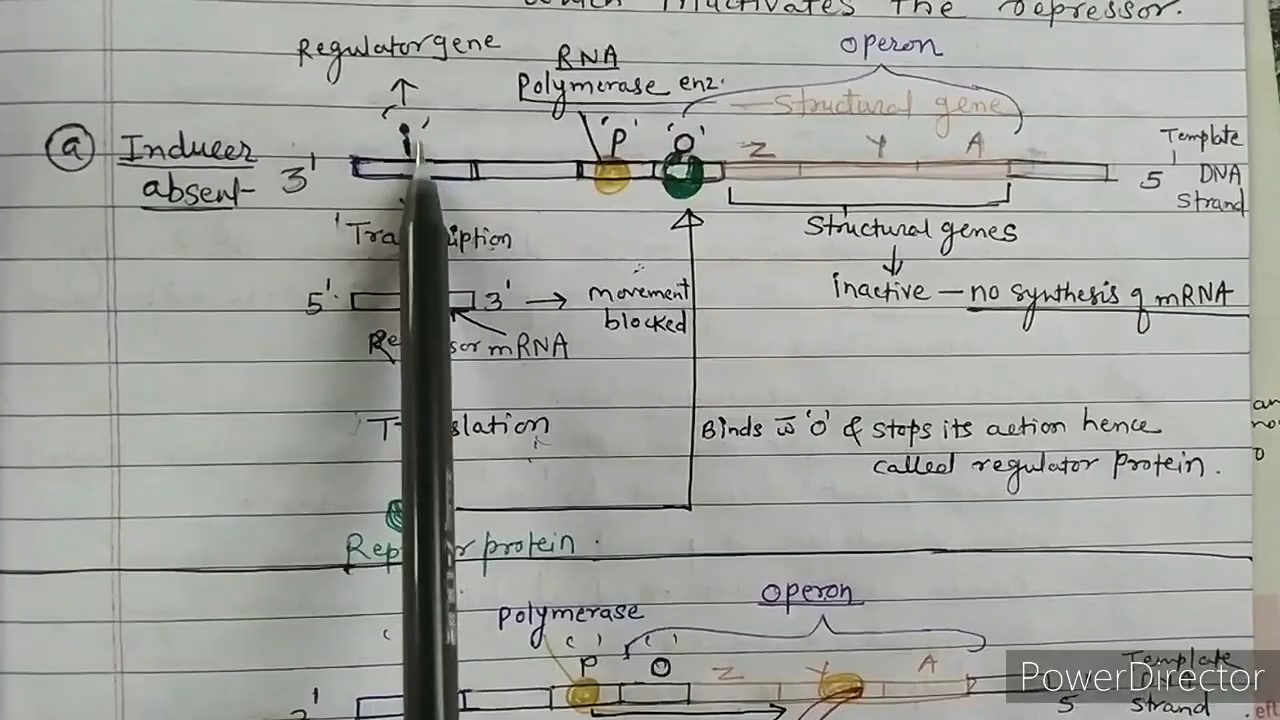 which inactivates the repressor.
Regulator gene
RNA
Polymerase enz.
operon
structural gene
'i'
'P'
'O'
Z Y A
(a) Inducer
absent
3'
5'
Template
DNA
Strand
Structural genes
inactive — no synthesis of mRNA
5' 3' → movement
blocked
mRNA
Binds w̄ 'O' & stops its action hence
called regulator protein.
protein.
operon
polymerase
P O Z Y A
Template
5
strand
PowerDirector